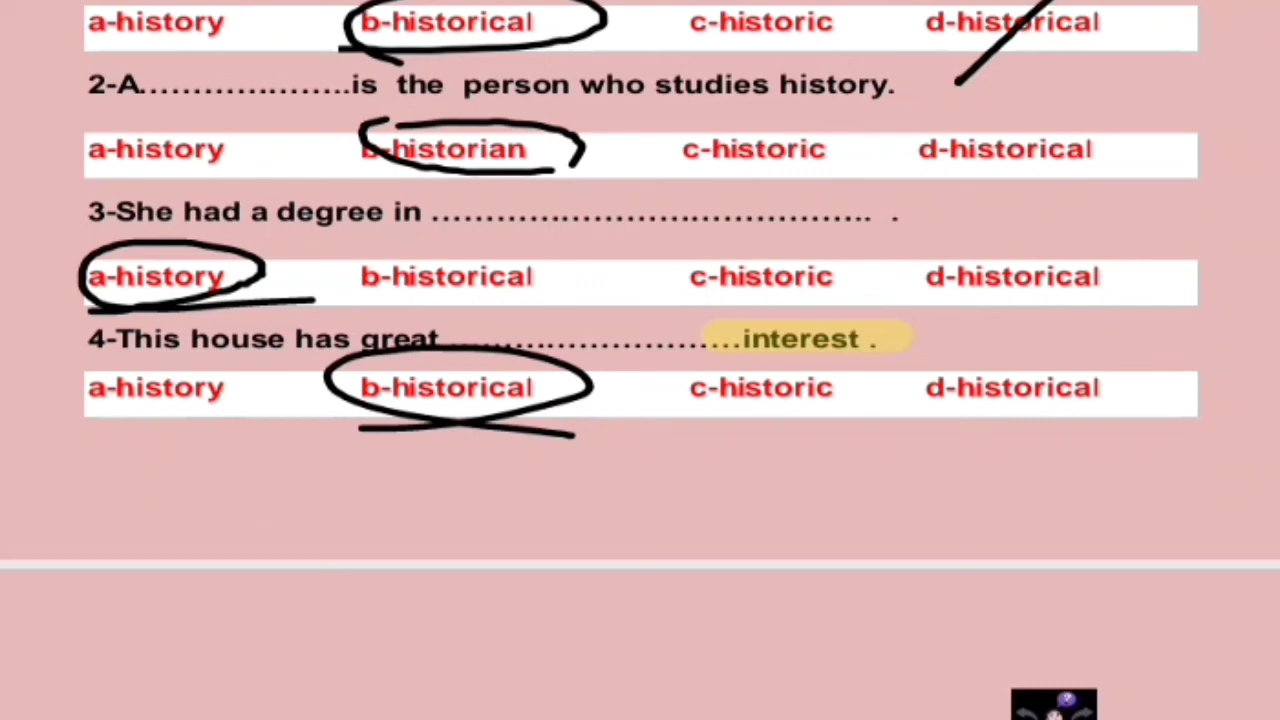 a-history b-historical c-historic d-historical
2-A....................is the person who studies history.
a-history b-historian c-historic d-historical
3-She had a degree in ........................................ .
a-history b-historical c-historic d-historical
4-This house has great..............................interest .
a-history b-historical c-historic d-historical